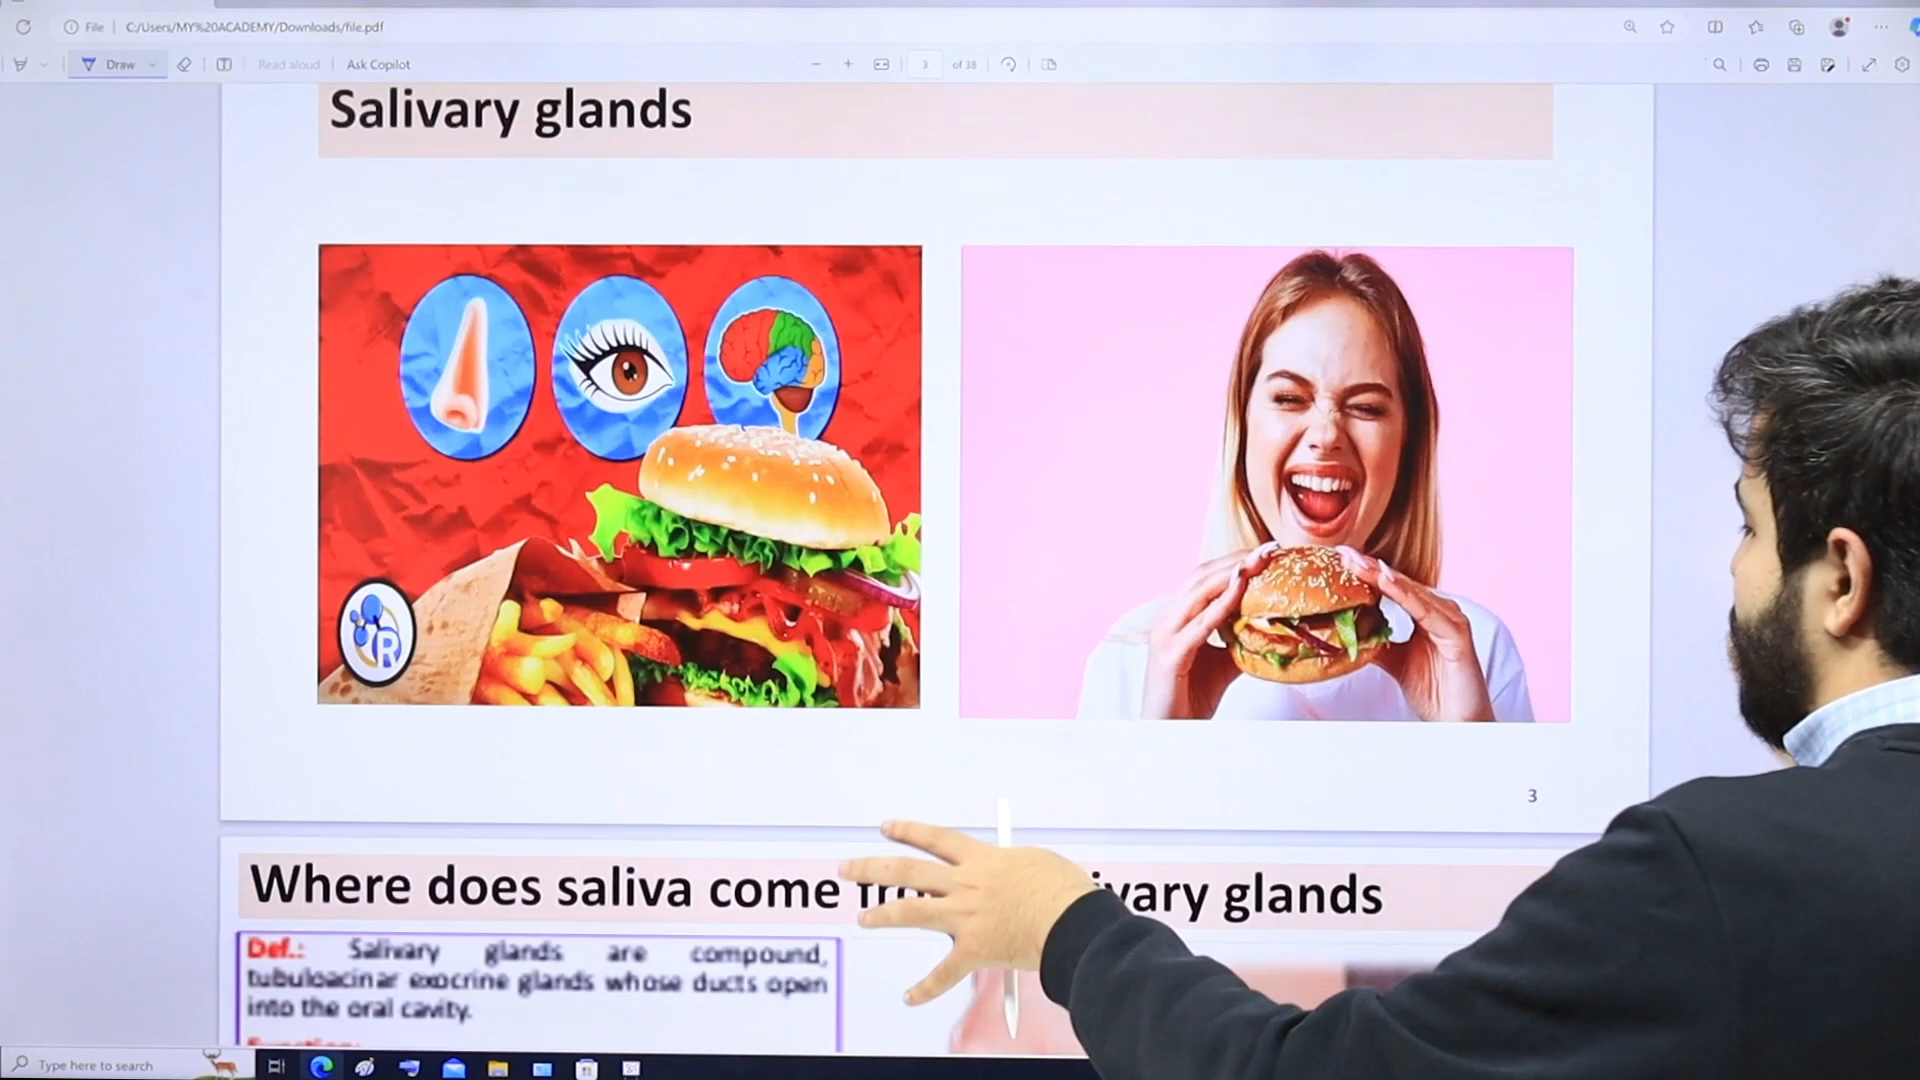 File
C:/Users/MY%20ACADEMY/Downloads/file.pdf
Draw
Read aloud
Ask Copilot
3
of 38
Salivary glands
R
3
Where does saliva come
vary glands
Def.: Salivary glands are compound,
tubuloacinar exocrine glands whose ducts open
into the oral cavity.
Type here to search